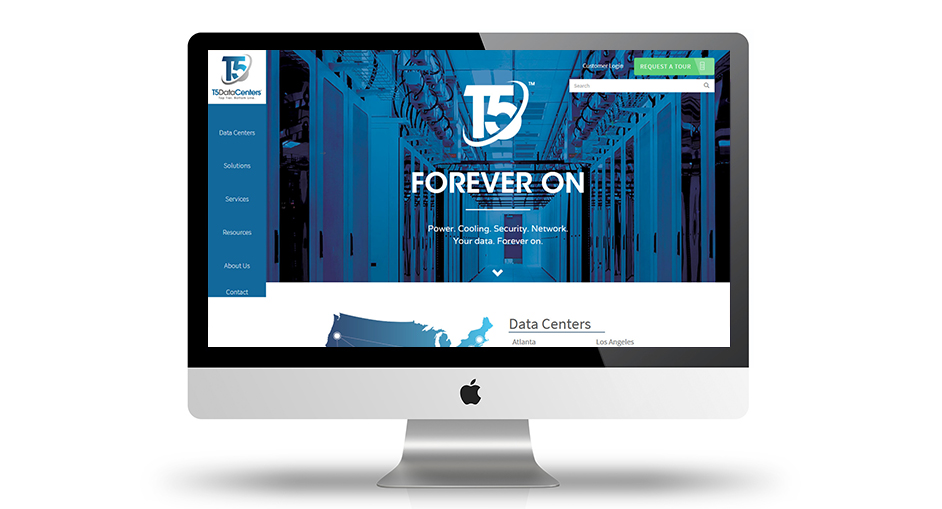 T5
T5DataCenters
Customer Login
REQUEST A TOUR
Search
Data Centers
Solutions
Services
Resources
About Us
Contact
T5™
FOREVER ON
Power. Cooling. Security. Network.
Your data. Forever on.
Data Centers
Atlanta Los Angeles